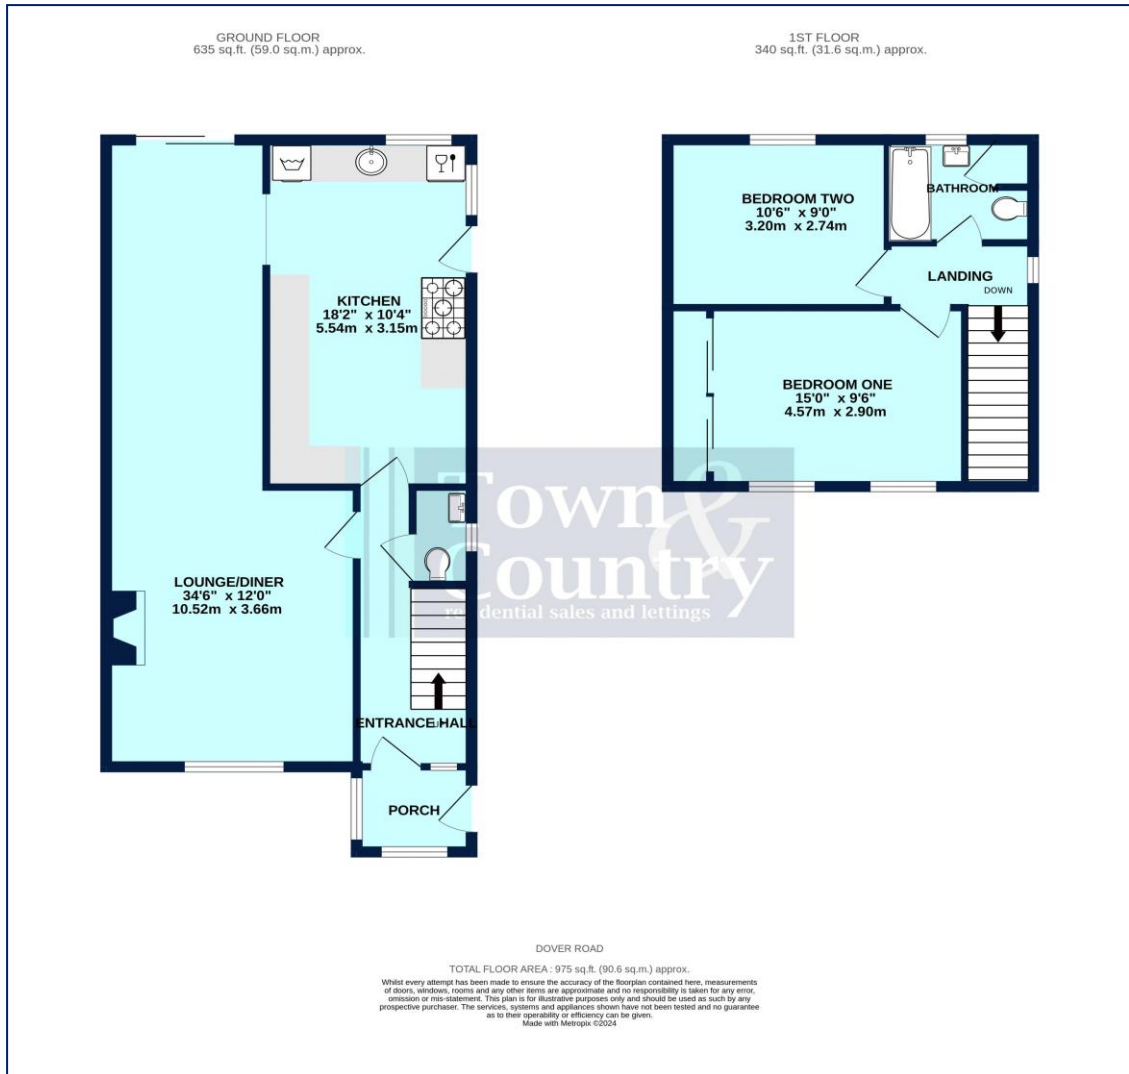 GROUND FLOOR
635 sq.ft. (59.0 sq.m.) approx.
1ST FLOOR
340 sq.ft. (31.6 sq.m.) approx.
KITCHEN
18'2" x 10'4"
5.54m x 3.15m
LOUNGE/DINER
34'6" x 12'0"
10.52m x 3.66m
ENTRANCE HALL
PORCH
BEDROOM TWO
10'6" x 9'0"
3.20m x 2.74m
BATHROOM
LANDING
DOWN
BEDROOM ONE
15'0" x 9'6"
4.57m x 2.90m
Town &
Country
residential sales and lettings
DOVER ROAD
TOTAL FLOOR AREA : 975 sq.ft. (90.6 sq.m.) approx.
Whilst every attempt has been made to ensure the accuracy of the floorplan contained here, measurements
of doors, windows, rooms and any other items are approximate and no responsibility is taken for any error,
omission or mis-statement. This plan is for illustrative purposes only and should be used as such by any
prospective purchaser. The services, systems and appliances shown have not been tested and no guarantee
as to their operability or efficiency can be given.
Made with Metropix ©2024